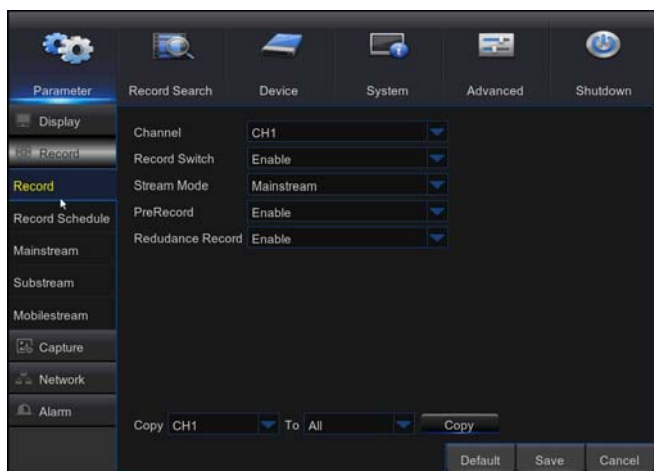 Parameter Record Search Device System Advanced Shutdown
Display
Record
Record
Record Schedule
Mainstream
Substream
Mobilestream
Capture
Network
Alarm
Channel CH1
Record Switch Enable
Stream Mode Mainstream
PreRecord Enable
Redudance Record Enable
Copy CH1 To All Copy
Default Save Cancel